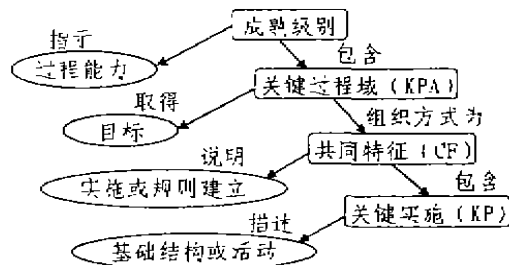 成熟级别
指示
包含
过程能力
关键过程域(KPA)
取得
组织方式为
目标
共同特征(CF)
说明
包含
实施或规则建立
关键实施(KP)
描述
基础结构或活动